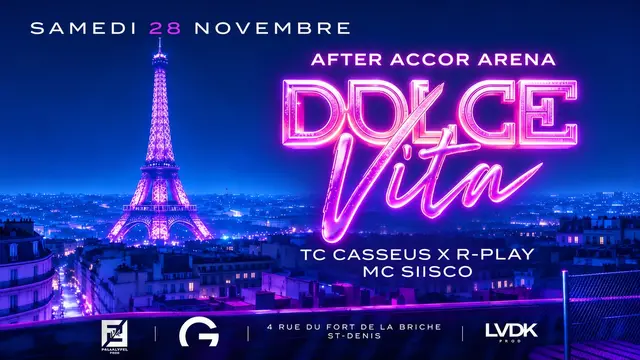 SAMEDI 28 NOVEMBRE
AFTER ACCOR ARENA
DOLCE
Vita
TC CASSEUS X R-PLAY
MC SIISCO
4 RUE DU FORT DE LA BRICHE
ST-DENIS
G
LVDK
PROD